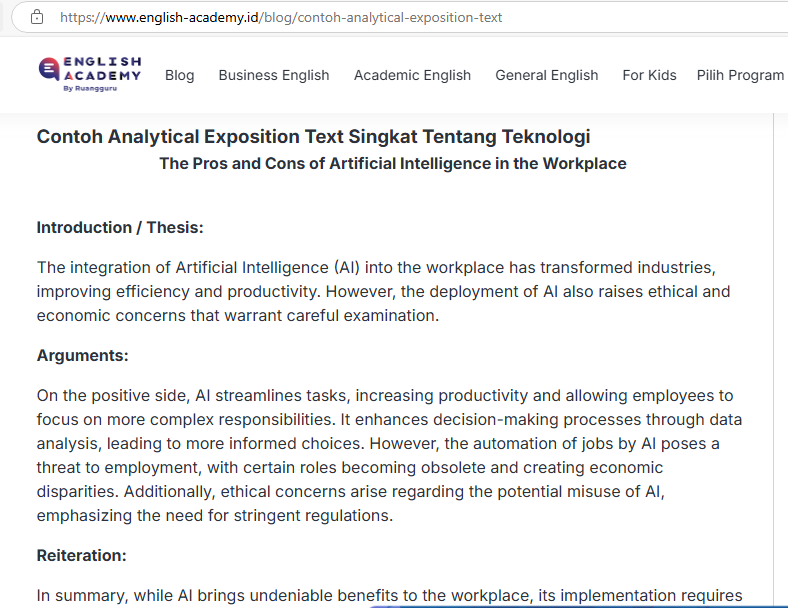 https://www.english-academy.id/blog/contoh-analytical-exposition-text
ENGLISH
ACADEMY
By Ruangguru
Blog Business English Academic English General English For Kids Pilih Program
Contoh Analytical Exposition Text Singkat Tentang Teknologi
The Pros and Cons of Artificial Intelligence in the Workplace
Introduction / Thesis:
The integration of Artificial Intelligence (AI) into the workplace has transformed industries,
improving efficiency and productivity. However, the deployment of AI also raises ethical and
economic concerns that warrant careful examination.
Arguments:
On the positive side, AI streamlines tasks, increasing productivity and allowing employees to
focus on more complex responsibilities. It enhances decision-making processes through data
analysis, leading to more informed choices. However, the automation of jobs by AI poses a
threat to employment, with certain roles becoming obsolete and creating economic
disparities. Additionally, ethical concerns arise regarding the potential misuse of AI,
emphasizing the need for stringent regulations.
Reiteration:
In summary, while AI brings undeniable benefits to the workplace, its implementation requires